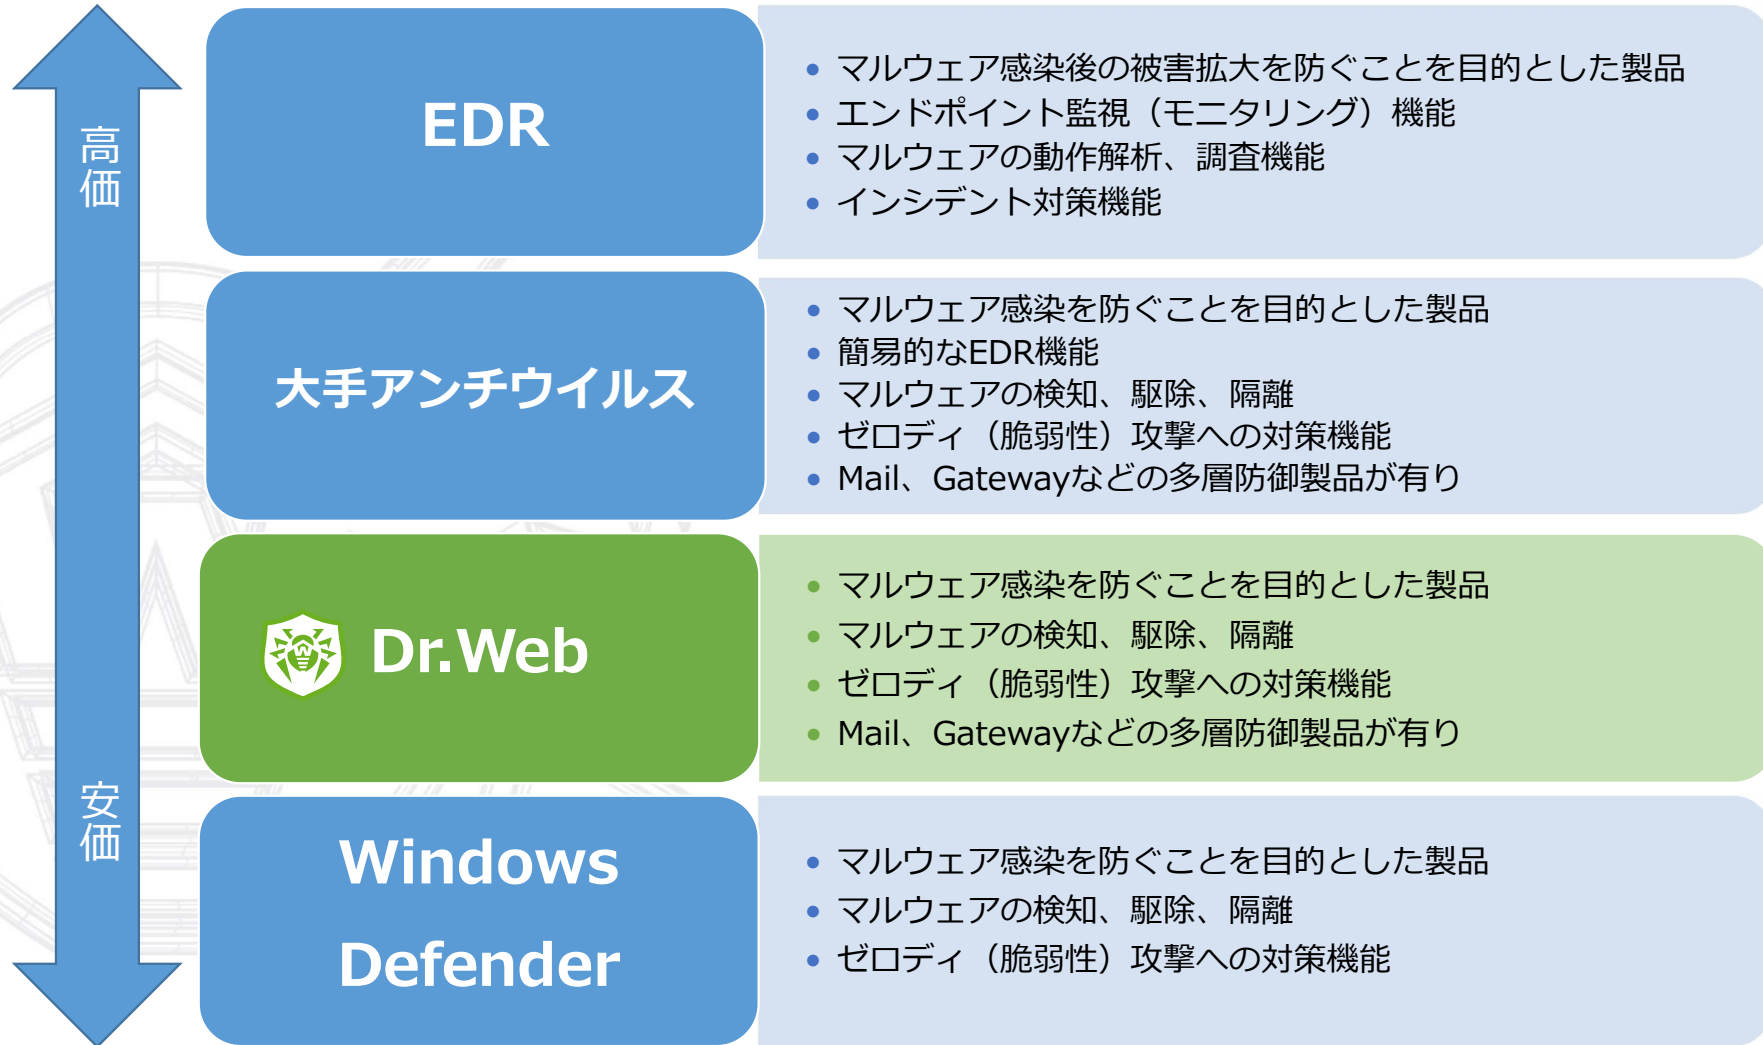 高価
EDR
マルウェア感染後の被害拡大を防ぐことを目的とした製品
エンドポイント監視（モニタリング）機能
マルウェアの動作解析、調査機能
インシデント対策機能
大手アンチウイルス
マルウェア感染を防ぐことを目的とした製品
簡易的なEDR機能
マルウェアの検知、駆除、隔離
ゼロディ（脆弱性）攻撃への対策機能
Mail、Gatewayなどの多層防御製品が有り
Dr.Web
マルウェア感染を防ぐことを目的とした製品
マルウェアの検知、駆除、隔離
ゼロディ（脆弱性）攻撃への対策機能
Mail、Gatewayなどの多層防御製品が有り
安価
Windows
Defender
マルウェア感染を防ぐことを目的とした製品
マルウェアの検知、駆除、隔離
ゼロディ（脆弱性）攻撃への対策機能